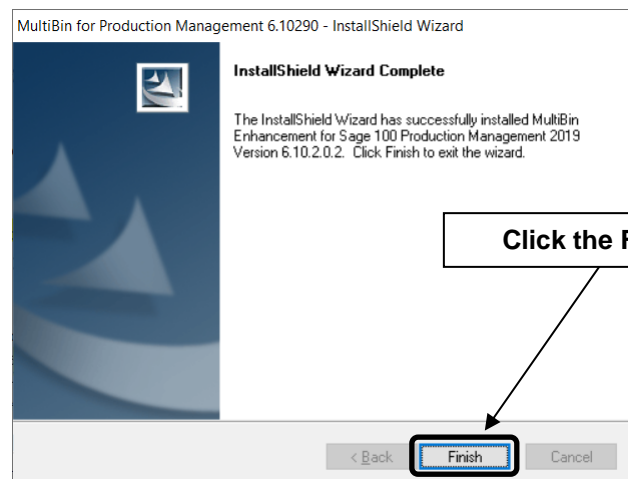 MultiBin for Production Management 6.10290 - InstallShield Wizard
InstallShield Wizard Complete
The InstallShield Wizard has successfully installed MultiBin
Enhancement for Sage 100 Production Management 2019
Version 6.10.2.0.2. Click Finish to exit the wizard.
Click the F
< Back Finish Cancel